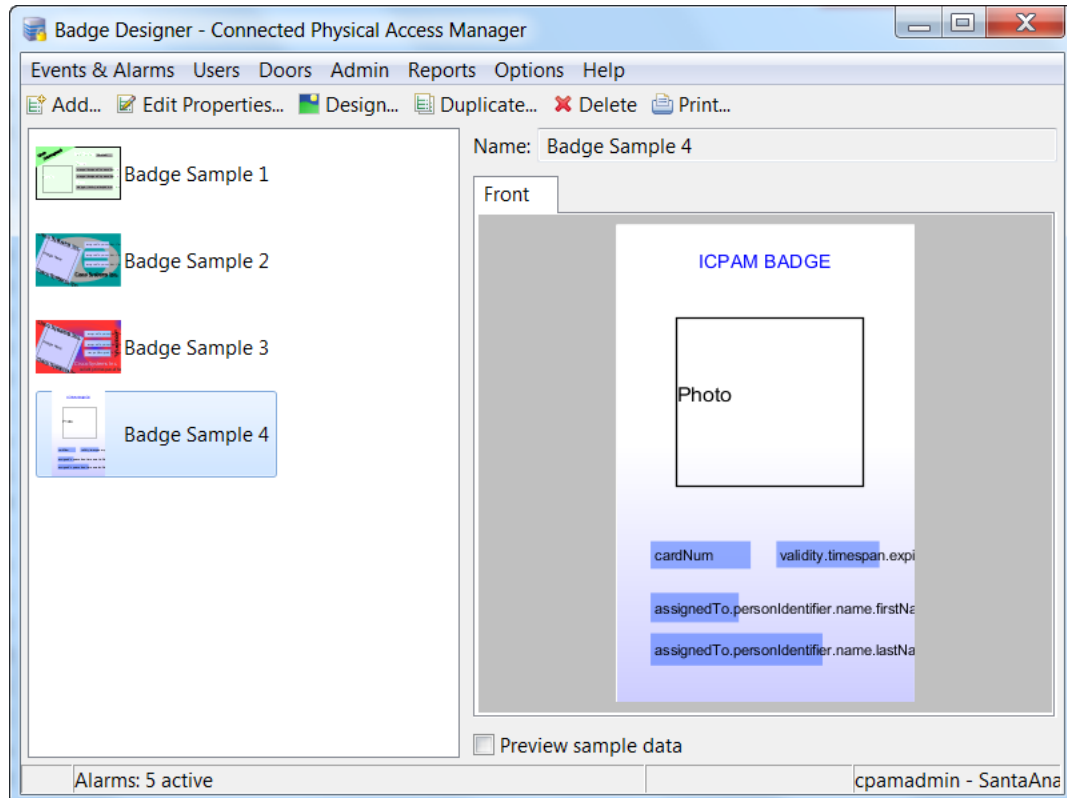 Badge Designer - Connected Physical Access Manager
Events & Alarms Users Doors Admin Reports Options Help
Add... Edit Properties... Design... Duplicate... Delete Print...
Badge Sample 1
Badge Sample 2
Badge Sample 3
Badge Sample 4
Name: Badge Sample 4
Front
ICPAM BADGE
Photo
cardNum validity.timespan.expi
assignedTo.personIdentifier.name.firstNa
assignedTo.personIdentifier.name.lastNa
Preview sample data
Alarms: 5 active cpamadmin - SantaAna